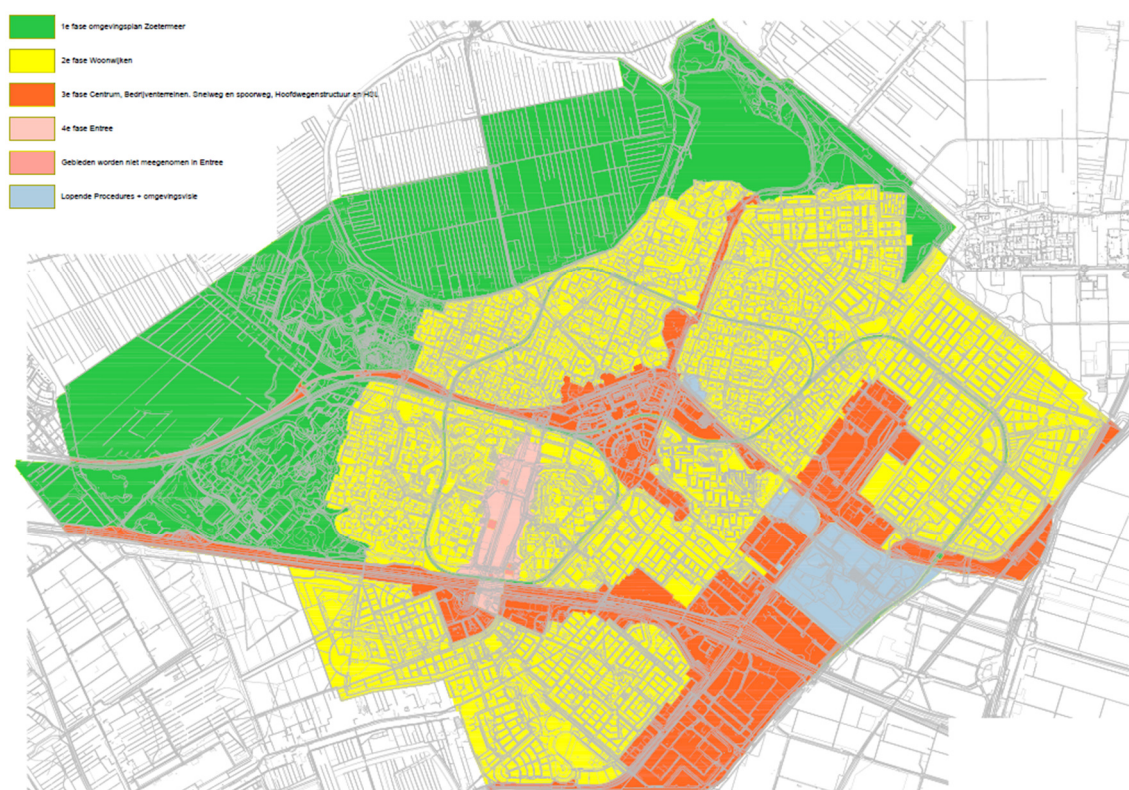 1e fase omgevingsplan Zoetermeer
2e fase Woonwijken
3e fase Centrum, Bedrijventerreinen. Snelweg en spoorweg, Hoofdwegenstructuur en HSL
4e fase Entree
Gebieden worden niet meegenomen in Entree
Lopende Procedures + omgevingsvisie